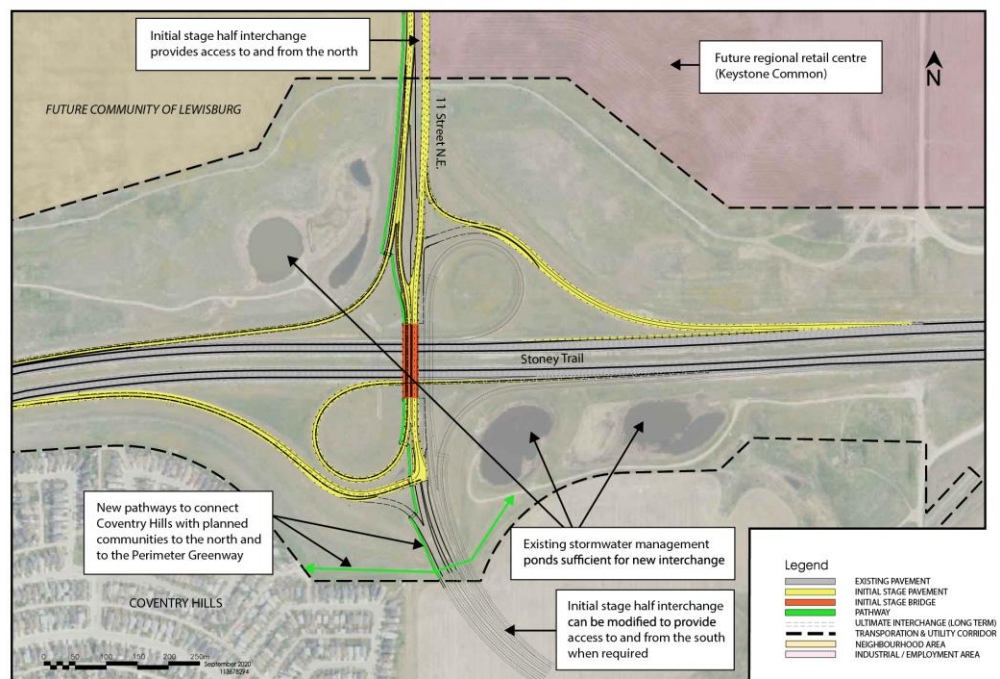 Initial stage half interchange
provides access to and from the north
Future regional retail centre
(Keystone Common)
N
FUTURE COMMUNITY OF LEWISBURG
11 Street N.E.
Stoney Trail
New pathways to connect
Coventry Hills with planned
communities to the north and
to the Perimeter Greenway
Existing stormwater management
ponds sufficient for new interchange
COVENTRY HILLS
Initial stage half interchange
can be modified to provide
access to and from the south
when required
0 50 100 150 200 250m
September 2020
113678294
Legend
EXISTING PAVEMENT
INITIAL STAGE PAVEMENT
INITIAL STAGE BRIDGE
PATHWAY
ULTIMATE INTERCHANGE (LONG TERM)
TRANSPORATION & UTILITY CORRIDOR
NEIGHBOURHOOD AREA
INDUSTRIAL / EMPLOYMENT AREA